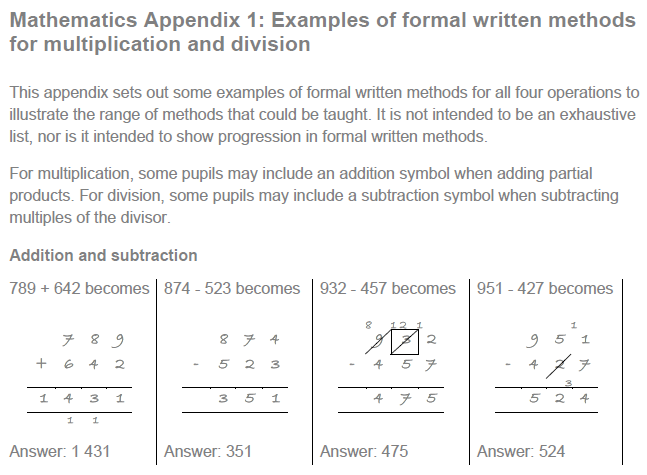 Mathematics Appendix 1: Examples of formal written methods
for multiplication and division
This appendix sets out some examples of formal written methods for all four operations to
illustrate the range of methods that could be taught. It is not intended to be an exhaustive
list, nor is it intended to show progression in formal written methods.
For multiplication, some pupils may include an addition symbol when adding partial
products. For division, some pupils may include a subtraction symbol when subtracting
multiples of the divisor.
Addition and subtraction
789 + 642 becomes
7 8 9
+ 6 4 2
1 4 3 1
1 1
Answer: 1 431
874 - 523 becomes
8 7 4
- 5 2 3
3 5 1
Answer: 351
932 - 457 becomes
8 12 1
9 3 2
- 4 5 7
4 7 5
Answer: 475
951 - 427 becomes
1
9 5 1
- 4 2 7
3
5 2 4
Answer: 524